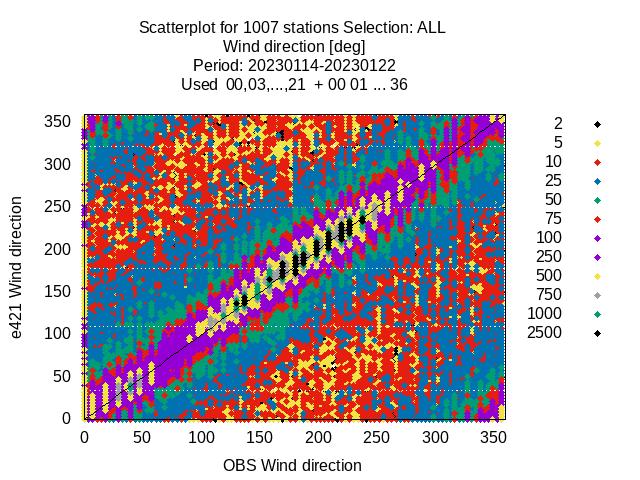 Scatterplot for 1007 stations Selection: ALL
Wind direction [deg]
Period: 20230114-20230122
Used  00,03,...,21  + 00 01 ... 36
350
300
250
200
150
100
50
0
e421 Wind direction
0 50 100 150 200 250 300 350
OBS Wind direction
2
5
10
25
50
75
100
250
500
750
1000
2500